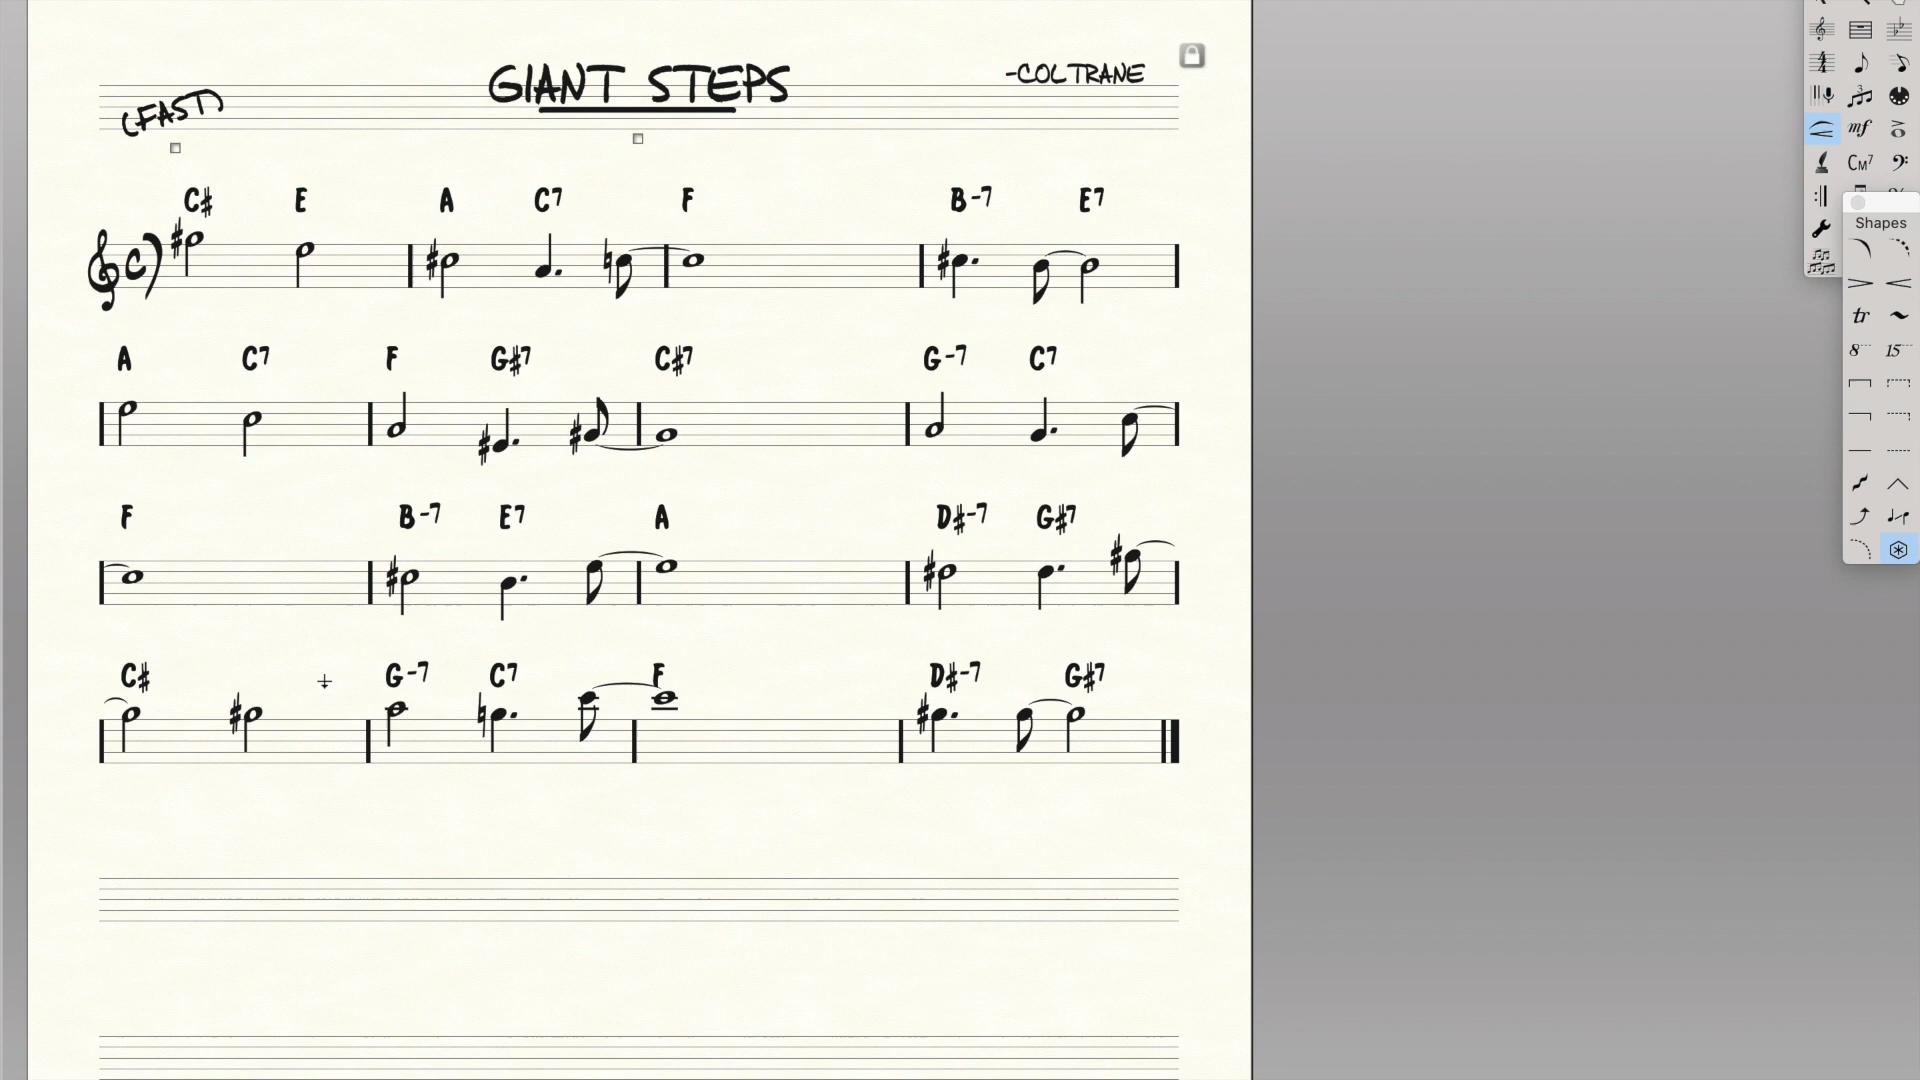 GIANT STEPS
-COLTRANE
(FAST)
C# E A C7 F B-7 E7
A C7 F G#7 C#7 G-7 C7
F B-7 E7 A D#-7 G#7
C# G-7 C7 F D#-7 G#7
mf
CM7
Shapes
tr
8
15